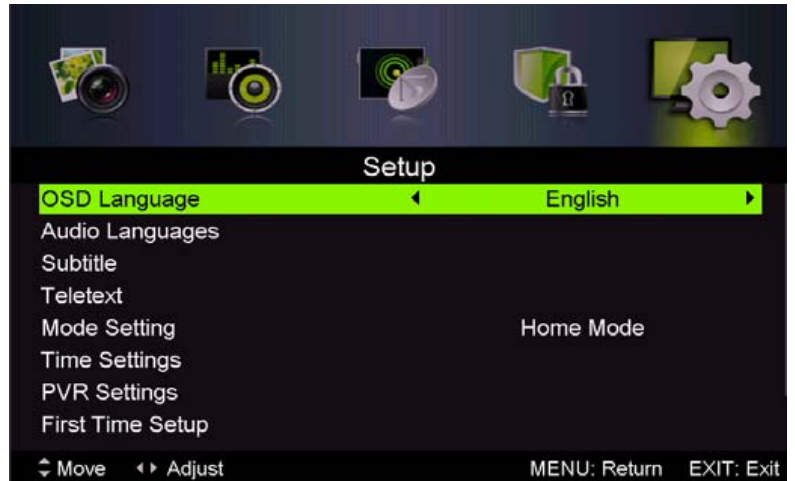 Setup
OSD Language English
Audio Languages
Subtitle
Teletext
Mode Setting Home Mode
Time Settings
PVR Settings
First Time Setup
Move Adjust MENU: Return EXIT: Exit